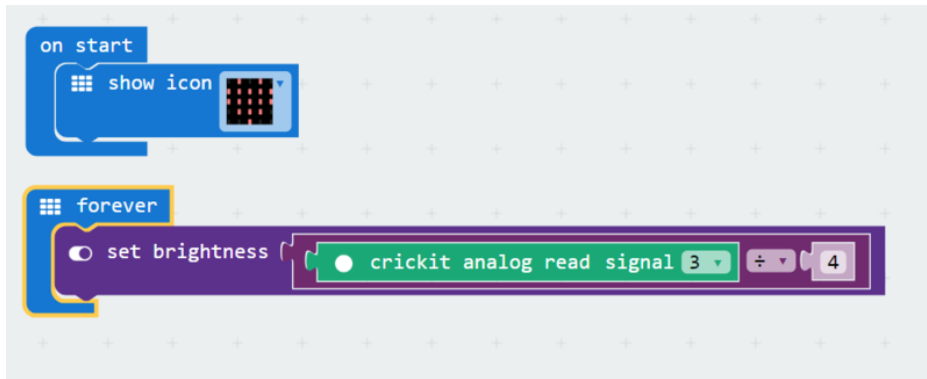 on start
show icon
forever
set brightness ( crickit analog read signal 3 ÷ 4